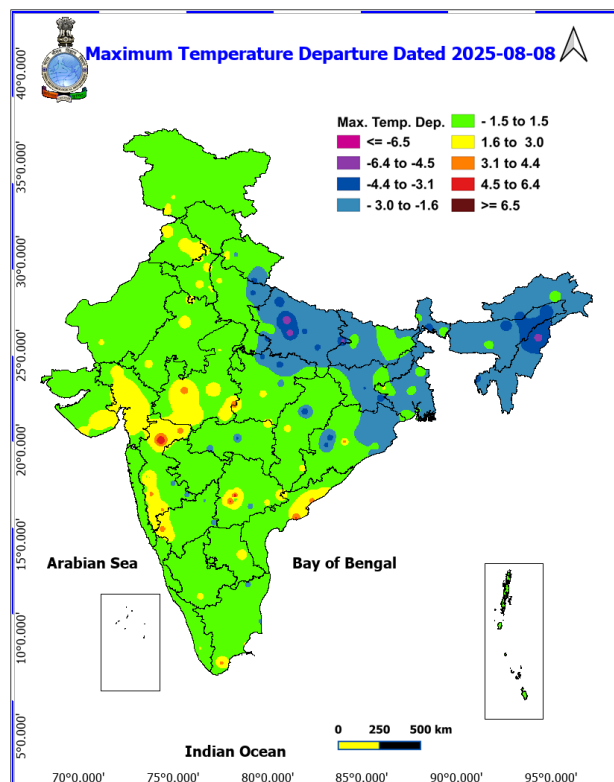 Maximum Temperature Departure Dated 2025-08-08
Max. Temp. Dep.
<= -6.5
-6.4 to -4.5
-4.4 to -3.1
- 3.0 to -1.6
- 1.5 to 1.5
1.6 to 3.0
3.1 to 4.4
4.5 to 6.4
>= 6.5
40°0.000'
35°0.000'
30°0.000'
25°0.000'
20°0.000'
15°0.000'
10°0.000'
5°0.000'
Arabian Sea
Bay of Bengal
Indian Ocean
0 250 500 km
70°0.000' 75°0.000' 80°0.000' 85°0.000' 90°0.000' 95°0.000'